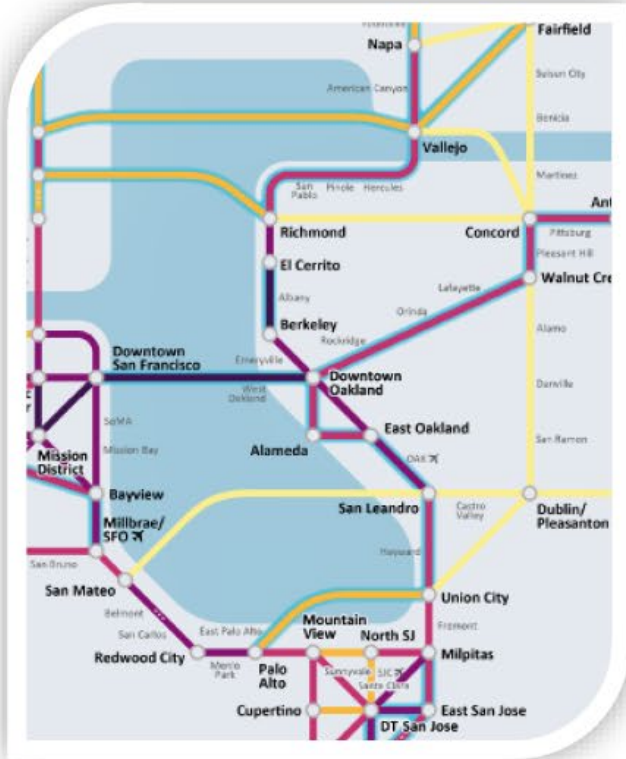 Napa
Fairfield
Suisun City
American Canyon
Benicia
Vallejo
Martinez
San
Pablo
Pinole
Hercules
Ant
Richmond
Concord
Pittsburg
Pleasant Hill
El Cerrito
Walnut Cre
Lafayette
Albany
Orinda
Berkeley
Rockridge
Alamo
Downtown
San Francisco
Emeryville
Downtown
Oakland
West
Oakland
Danville
SoMA
East Oakland
Mission Bay
Alameda
San Ramon
Mission
District
OAK
Bayview
San Leandro
Castro
Valley
Dublin/
Pleasanton
Millbrae/
SFO
Hayward
San Bruno
San Mateo
Union City
Belmont
San Carlos
East Palo Alto
Mountain
View
North SJ
Fremont
Redwood City
Menlo
Park
Palo
Alto
Sunnyvale
SJC
Santa Clara
Milpitas
Cupertino
East San Jose
DT San Jose